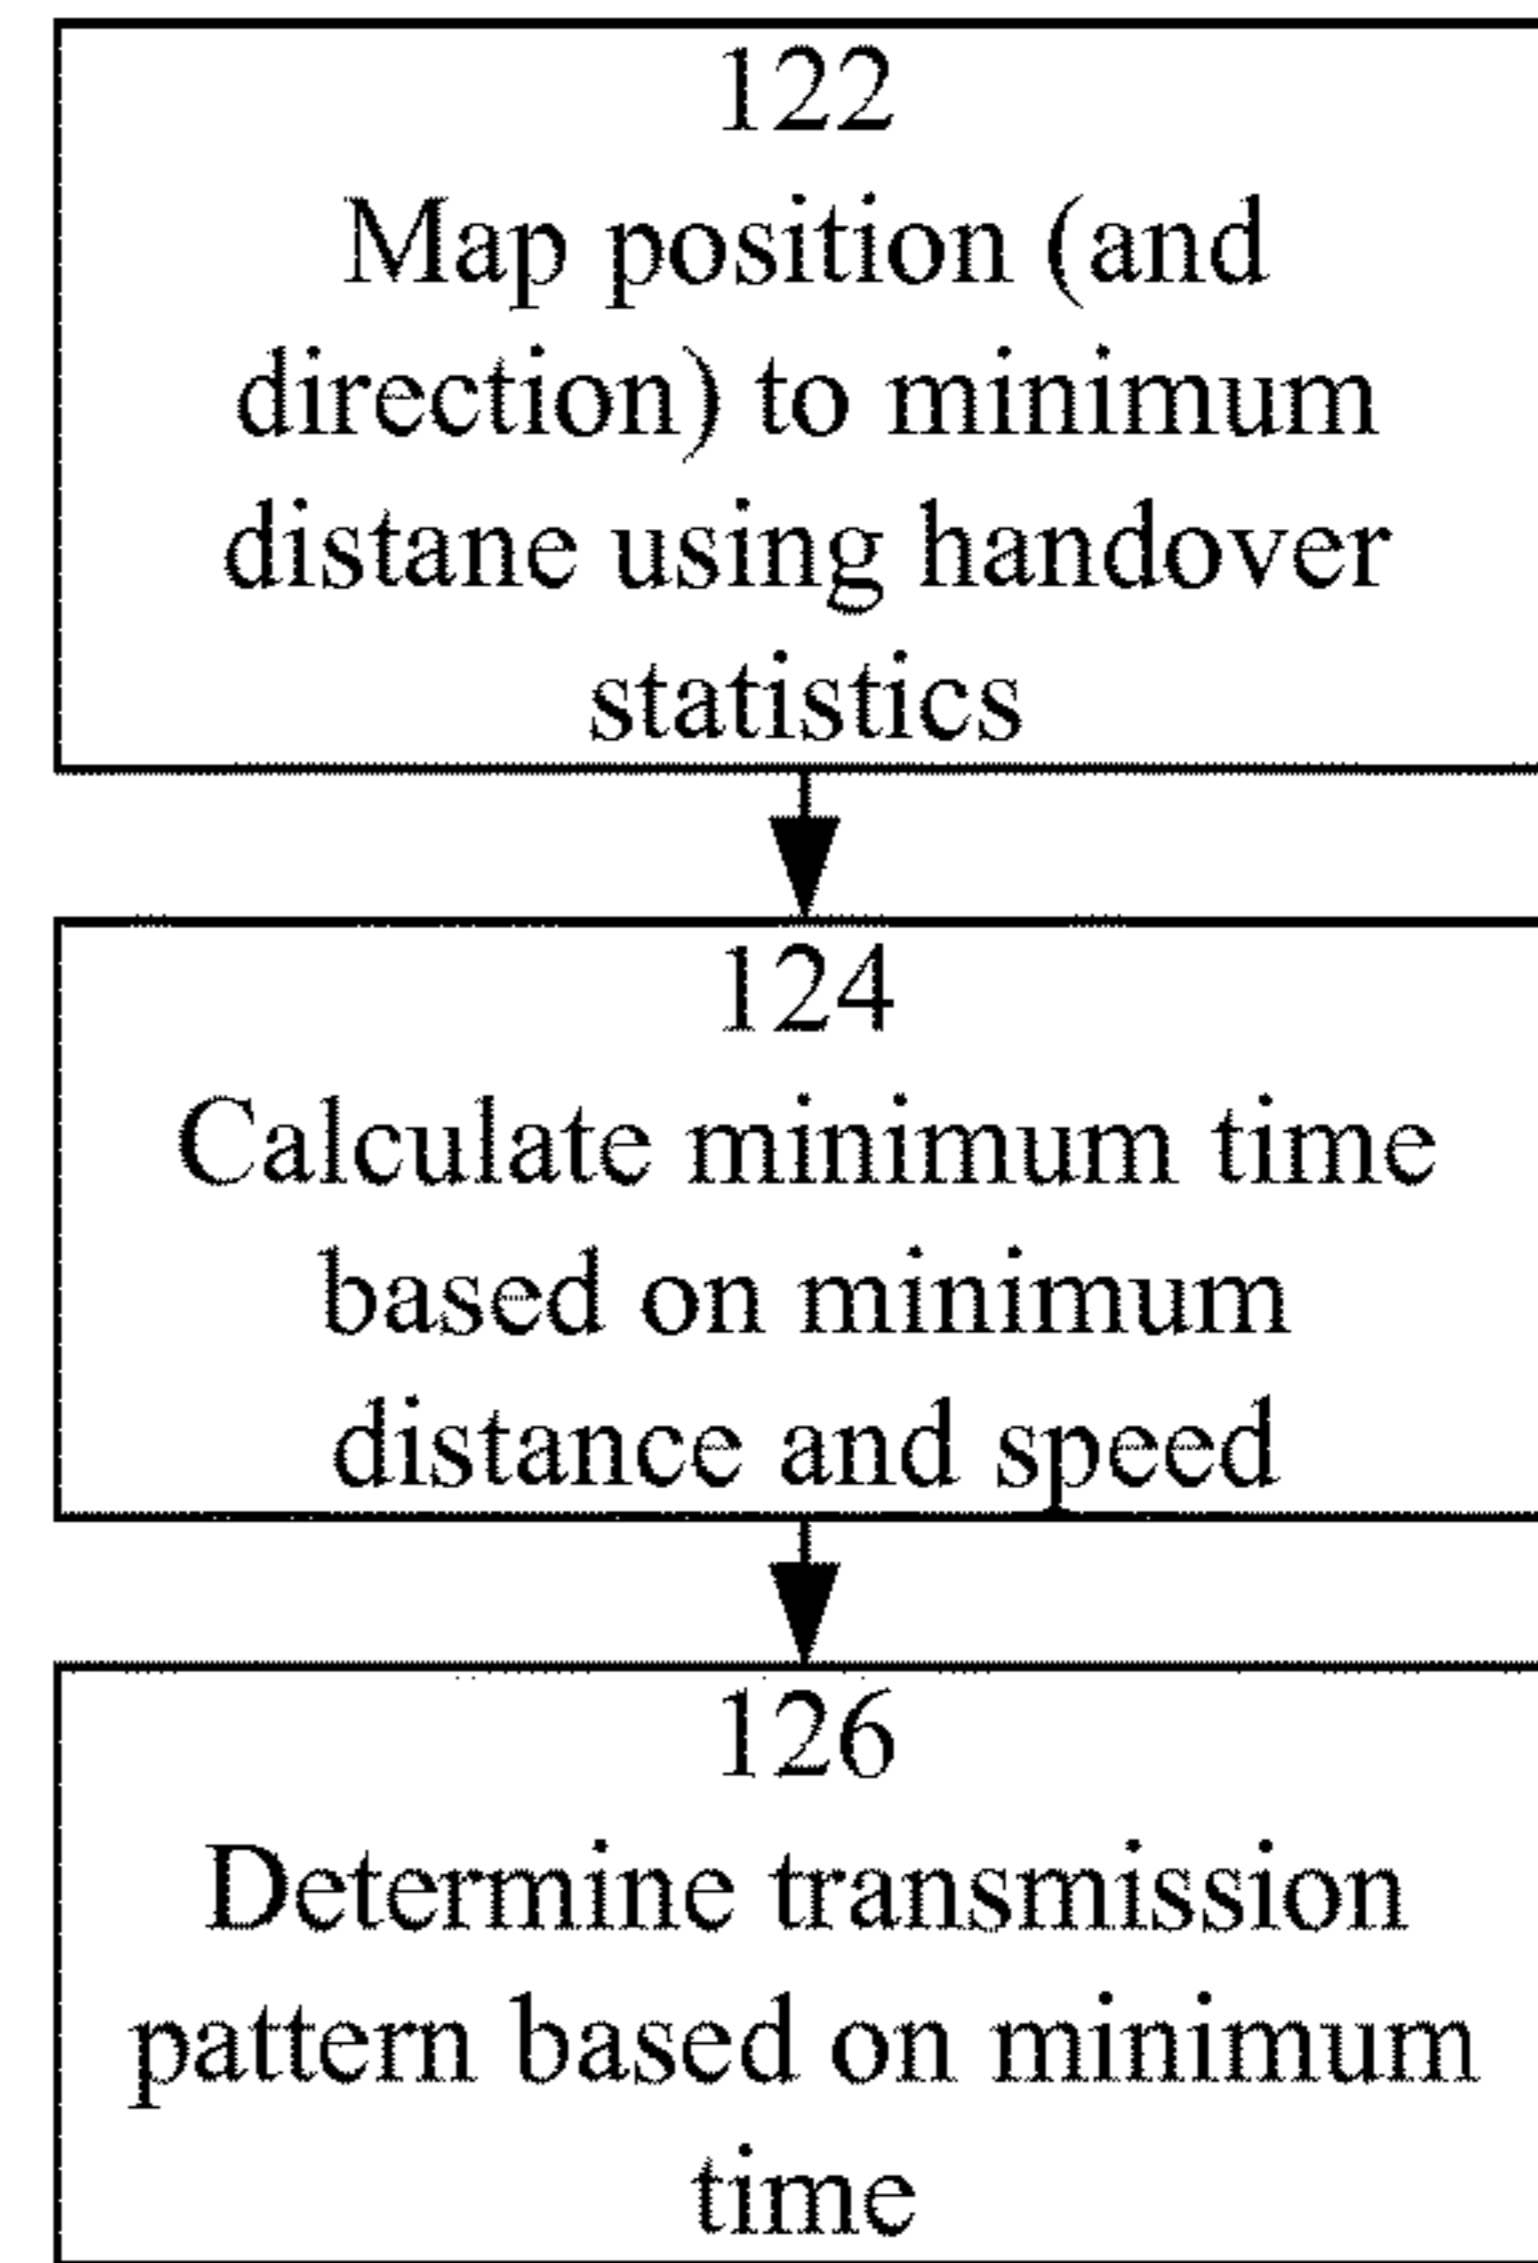 122
Map position (and
direction) to minimum
distane using handover
statistics
124
Calculate minimum time
based on minimum
distance and speed
126
Determine transmission
pattern based on minimum
time